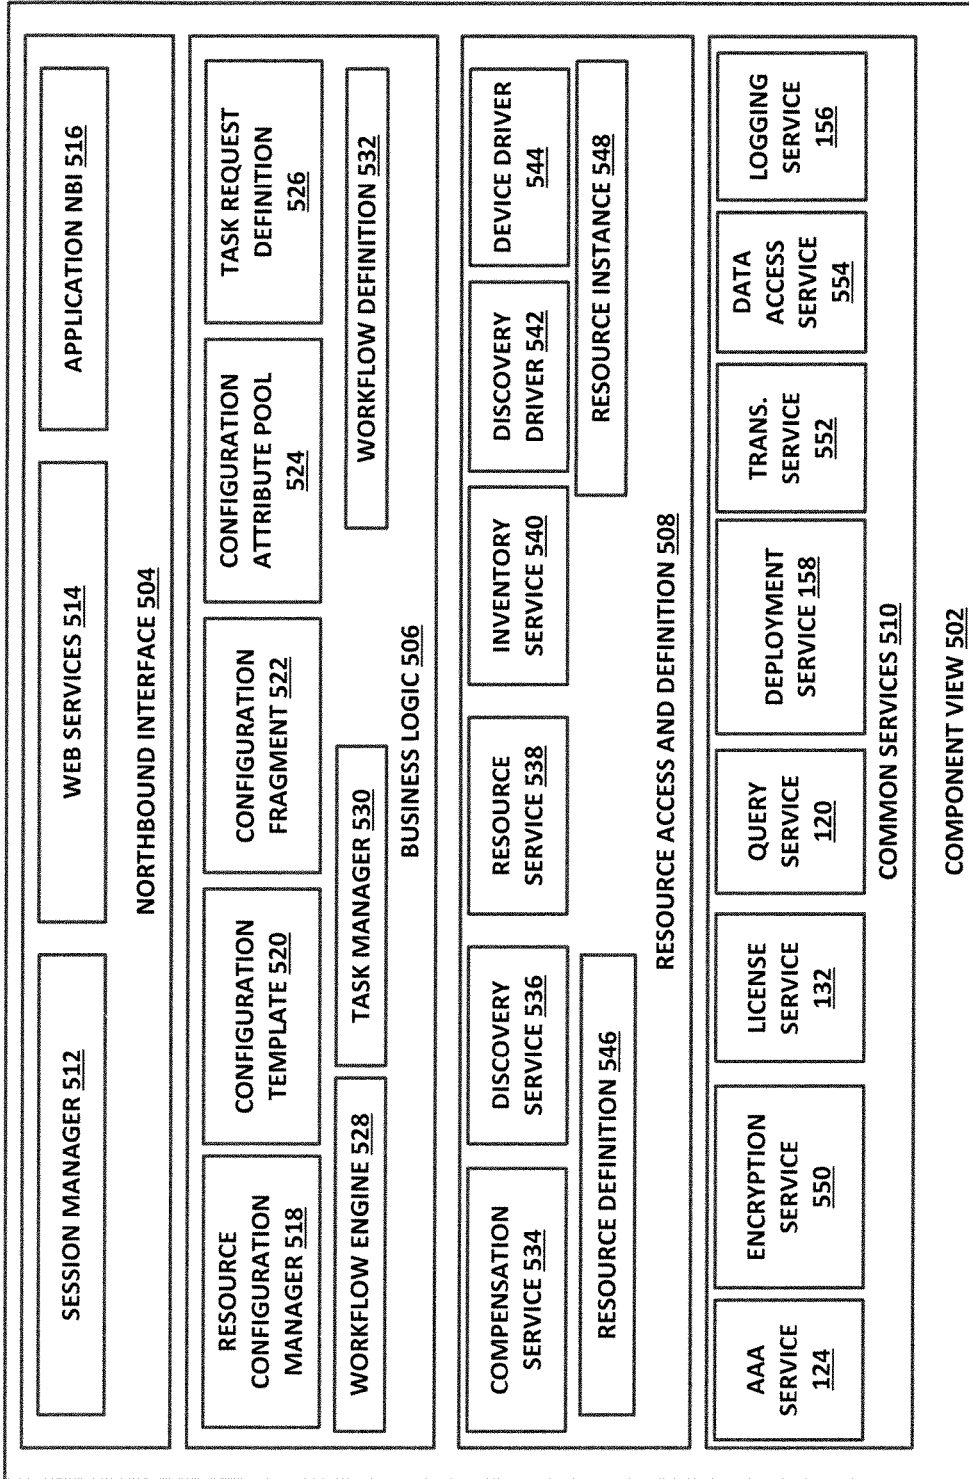 SESSION MANAGER 512
WEB SERVICES 514
APPLICATION NBI 516
NORTHBOUND INTERFACE 504
RESOURCE
CONFIGURATION
MANAGER 518
CONFIGURATION
TEMPLATE 520
CONFIGURATION
FRAGMENT 522
CONFIGURATION
ATTRIBUTE POOL
524
TASK REQUEST
DEFINITION
526
WORKFLOW ENGINE 528
TASK MANAGER 530
WORKFLOW DEFINITION 532
BUSINESS LOGIC 506
COMPENSATION
SERVICE 534
DISCOVERY
SERVICE 536
RESOURCE
SERVICE 538
INVENTORY
SERVICE 540
DISCOVERY
DRIVER 542
DEVICE DRIVER
544
RESOURCE DEFINITION 546
RESOURCE INSTANCE 548
RESOURCE ACCESS AND DEFINITION 508
AAA
SERVICE
124
ENCRYPTION
SERVICE
550
LICENSE
SERVICE
132
QUERY
SERVICE
120
DEPLOYMENT
SERVICE 158
TRANS.
SERVICE
552
DATA
ACCESS
SERVICE
554
LOGGING
SERVICE
156
COMMON SERVICES 510
COMPONENT VIEW 502